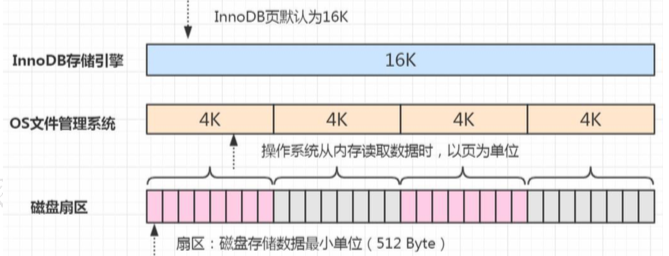 InnoDB页默认为16K
InnoDB存储引擎
16K
OS文件管理系统
4K 4K 4K 4K
操作系统从内存读取数据时，以页为单位
磁盘扇区
扇区：磁盘存储数据最小单位（512 Byte）